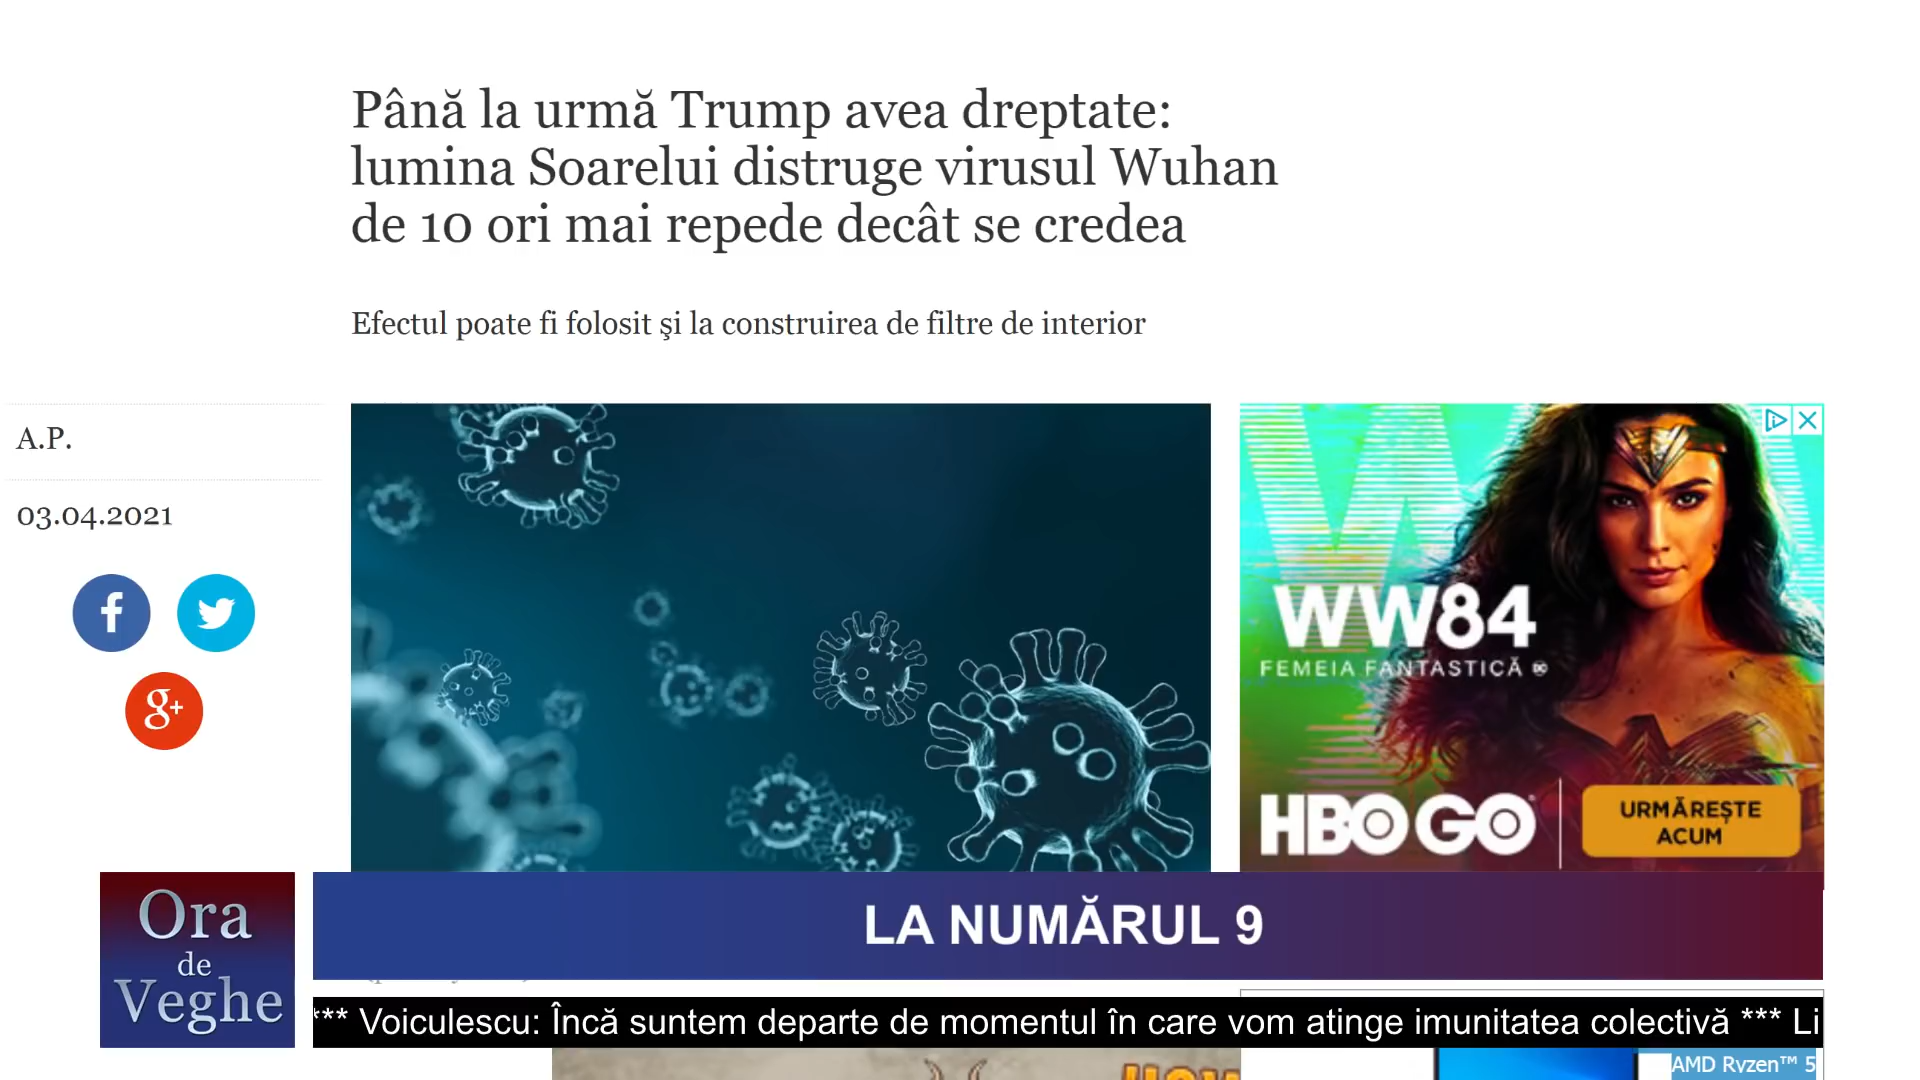 Până la urmă Trump avea dreptate:
lumina Soarelui distruge virusul Wuhan
de 10 ori mai repede decât se credea
Efectul poate fi folosit şi la construirea de filtre de interior
A.P.
03.04.2021
f
g+
WW84
FEMEIA FANTASTICĂ DC
HBO GO
URMĂREȘTE
ACUM
Ora
de
Veghe
LA NUMĂRUL 9
*** Voiculescu: Încă suntem departe de momentul în care vom atinge imunitatea colectivă *** Li
AMD Ryzen™ 5